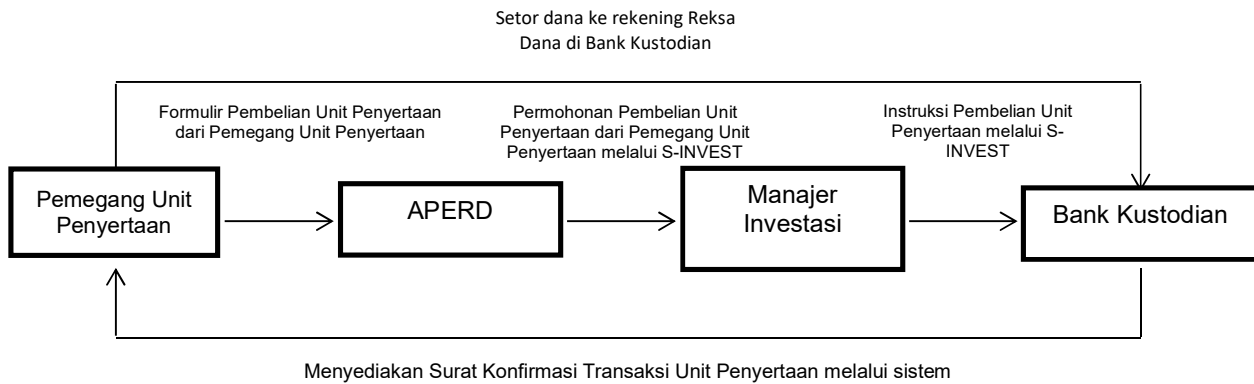 Setor dana ke rekening Reksa
Dana di Bank Kustodian
Formulir Pembelian Unit Penyertaan
dari Pemegang Unit Penyertaan
Permohonan Pembelian Unit
Penyertaan dari Pemegang Unit
Penyertaan melalui S-INVEST
Instruksi Pembelian Unit
Penyertaan melalui S-
INVEST
Pemegang Unit
Penyertaan
APERD
Manajer
Investasi
Bank Kustodian
Menyediakan Surat Konfirmasi Transaksi Unit Penyertaan melalui sistem